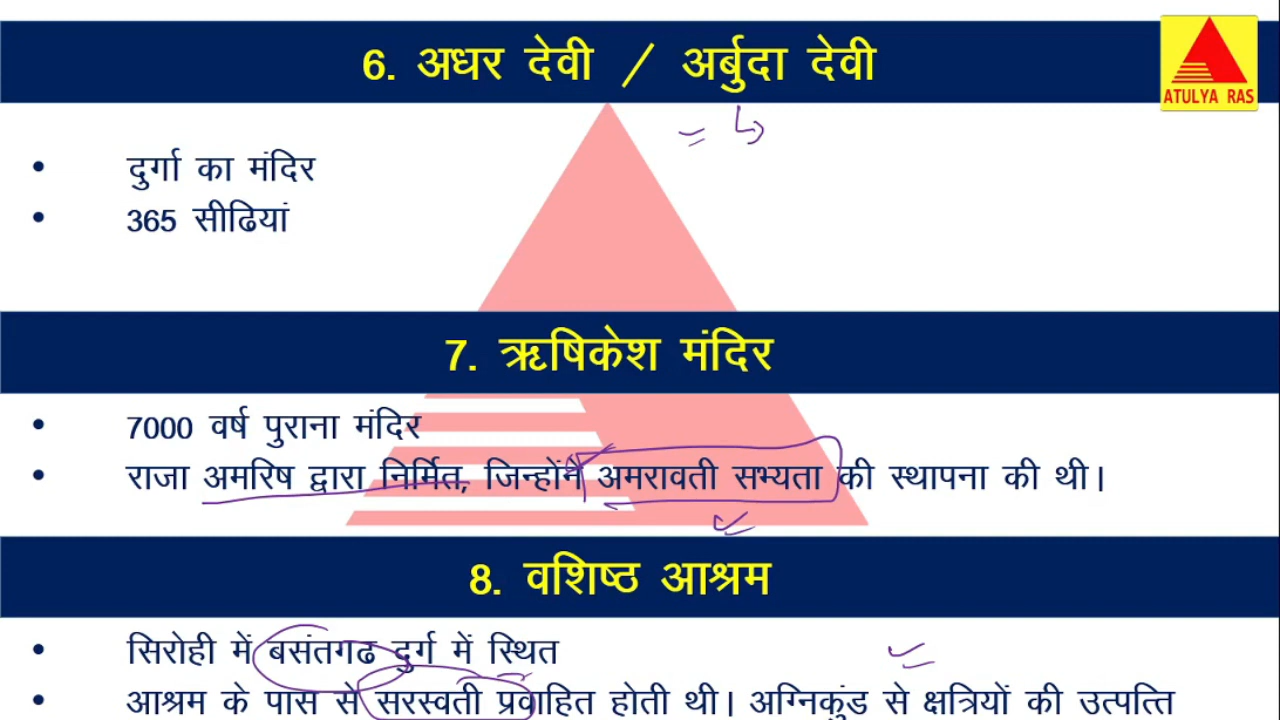 6. अधर देवी / अर्बुदा देवी
ATULYA RAS
• दुर्गा का मंदिर
• 365 सीढियां
7. ऋषिकेश मंदिर
• 7000 वर्ष पुराना मंदिर
• राजा अमरिष द्वारा निर्मित, जिन्होंने अमरावती सभ्यता की स्थापना की थी।
8. वशिष्ठ आश्रम
• सिरोही में बसंतगढ दुर्ग में स्थित
• आश्रम के पास से सरस्वती प्रवाहित होती थी। अग्निकुंड से क्षत्रियों की उत्पत्ति